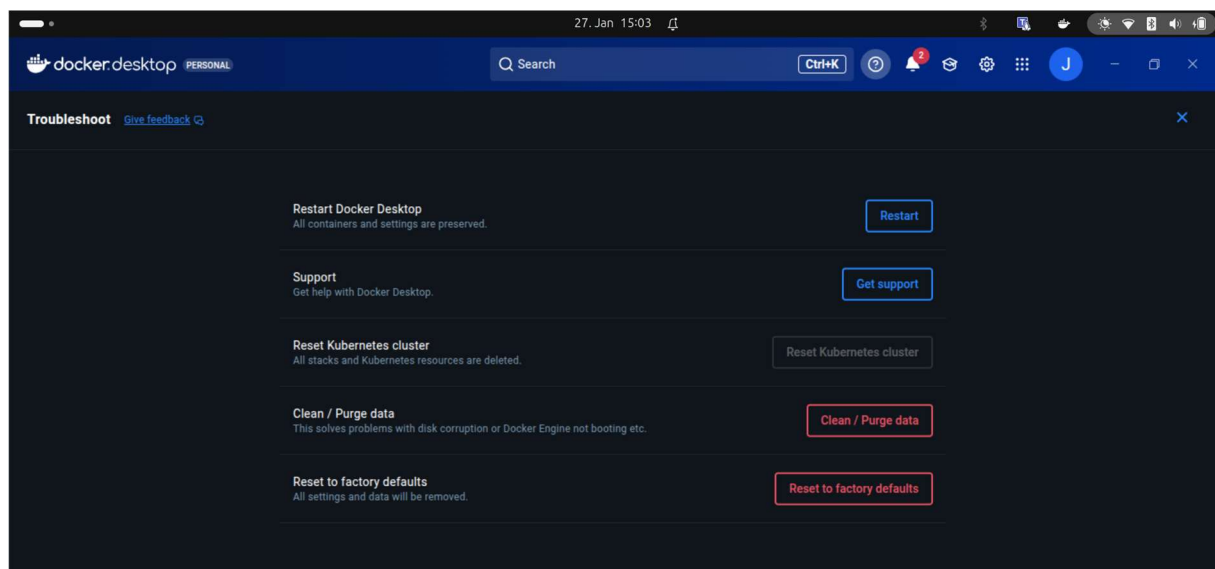 27. Jan 15:03
docker.desktop PERSONAL
Search
Ctrl+K
2
J
Troubleshoot Give feedback
Restart Docker Desktop
All containers and settings are preserved.
Restart
Support
Get help with Docker Desktop.
Get support
Reset Kubernetes cluster
All stacks and Kubernetes resources are deleted.
Reset Kubernetes cluster
Clean / Purge data
This solves problems with disk corruption or Docker Engine not booting etc.
Clean / Purge data
Reset to factory defaults
All settings and data will be removed.
Reset to factory defaults